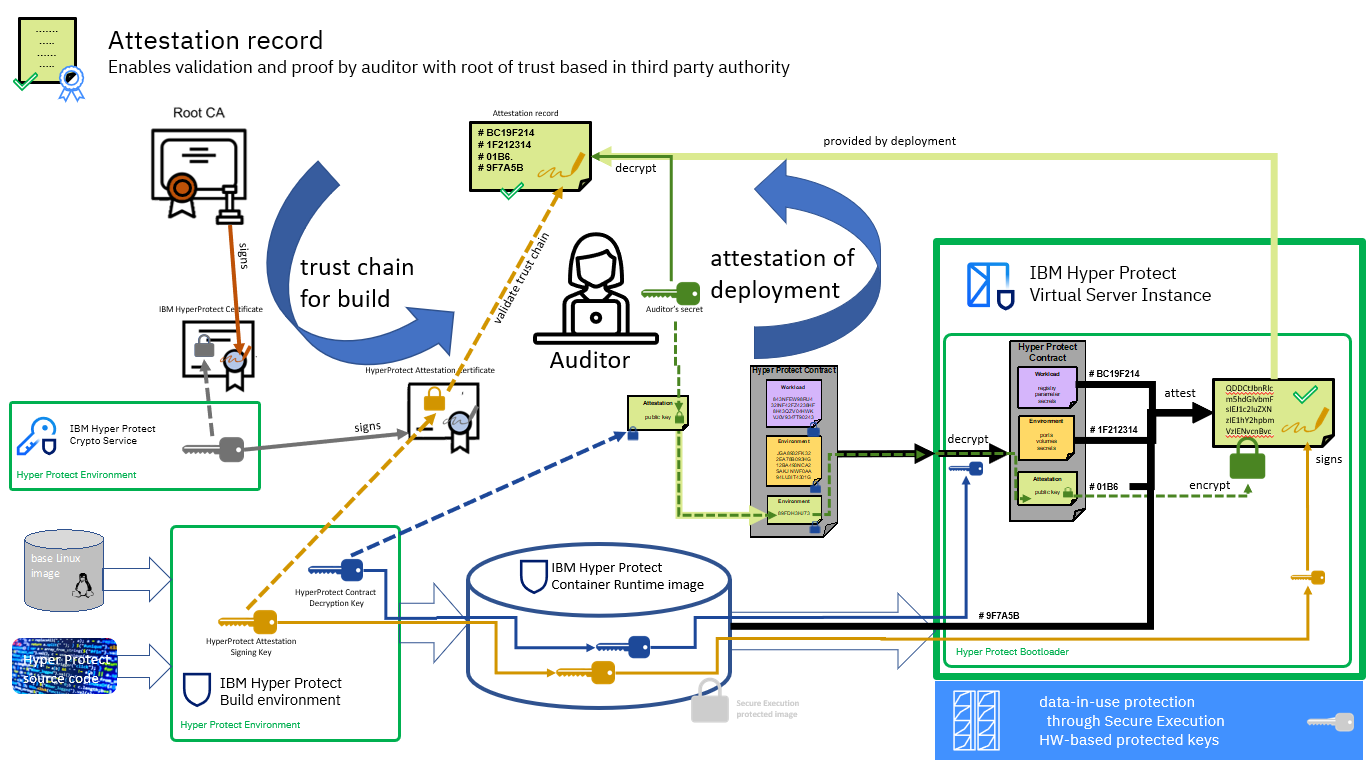 Attestation record
Enables validation and proof by auditor with root of trust based in third party authority
Root CA
signs
IBM HyperProtect Certificate
trust chain
for build
Attestation record
# BC19F214
# 1F212314
# 01B6.
# 9F7A5B
decrypt
provided by deployment
validate trust chain
Auditor
Auditor's secret
attestation of
deployment
HyperProtect Attestation Certificate
IBM Hyper Protect
Crypto Service
Hyper Protect Environment
signs
Attestation
public key
Hyper Protect Contract
Workload
Environment
Environment
decrypt
IBM Hyper Protect
Virtual Server Instance
Hyper Protect
Contract
Workload
registry
parameter
secrets
Environment
ports
volumes
secrets
Attestation
public key
# BC19F214
# 1F212314
# 01B6
attest
encrypt
QDDCtJbnRlc
m5hdGlvbmF
sIEJ1c2luZXN
zIE1hY2hpbm
VzIENvcnBvc
signs
base Linux
image
Hyper Protect
source code
HyperProtect Contract
Decryption Key
HyperProtect Attestation
Signing Key
IBM Hyper Protect
Build environment
Hyper Protect Environment
IBM Hyper Protect
Container Runtime image
Secure Execution
protected image
# 9F7A5B
Hyper Protect Bootloader
data-in-use protection
through Secure Execution
HW-based protected keys